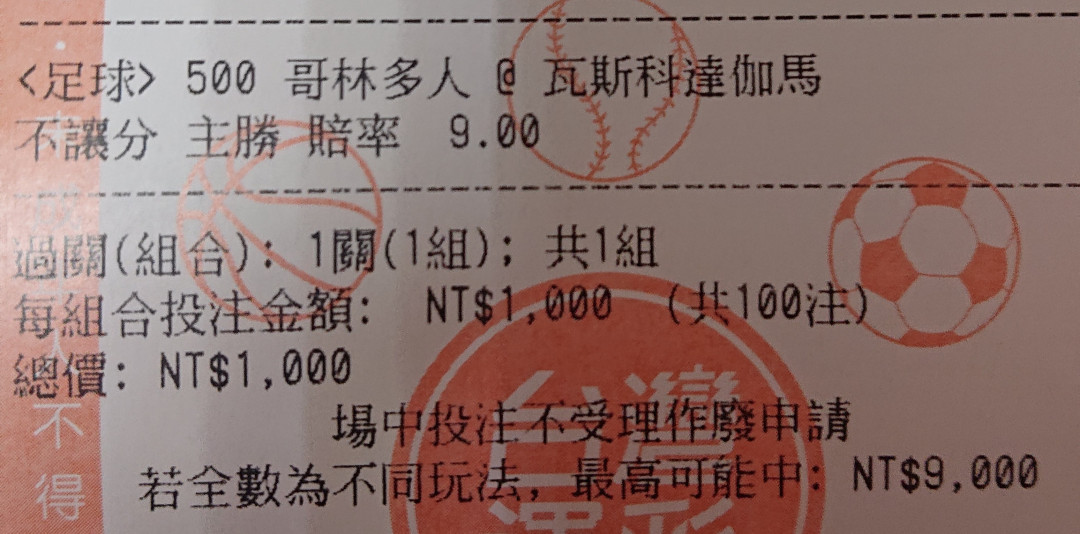 <足球> 500 哥林多人 @ 瓦斯科達伽馬
不讓分 主勝 賠率 9.00
過關(組合): 1關(1組); 共1組
每組合投注金額: NT$1,000 (共100注)
總價: NT$1,000
場中投注不受理作廢申請
若全數為不同玩法, 最高可能中: NT$9,000
不得
台灣